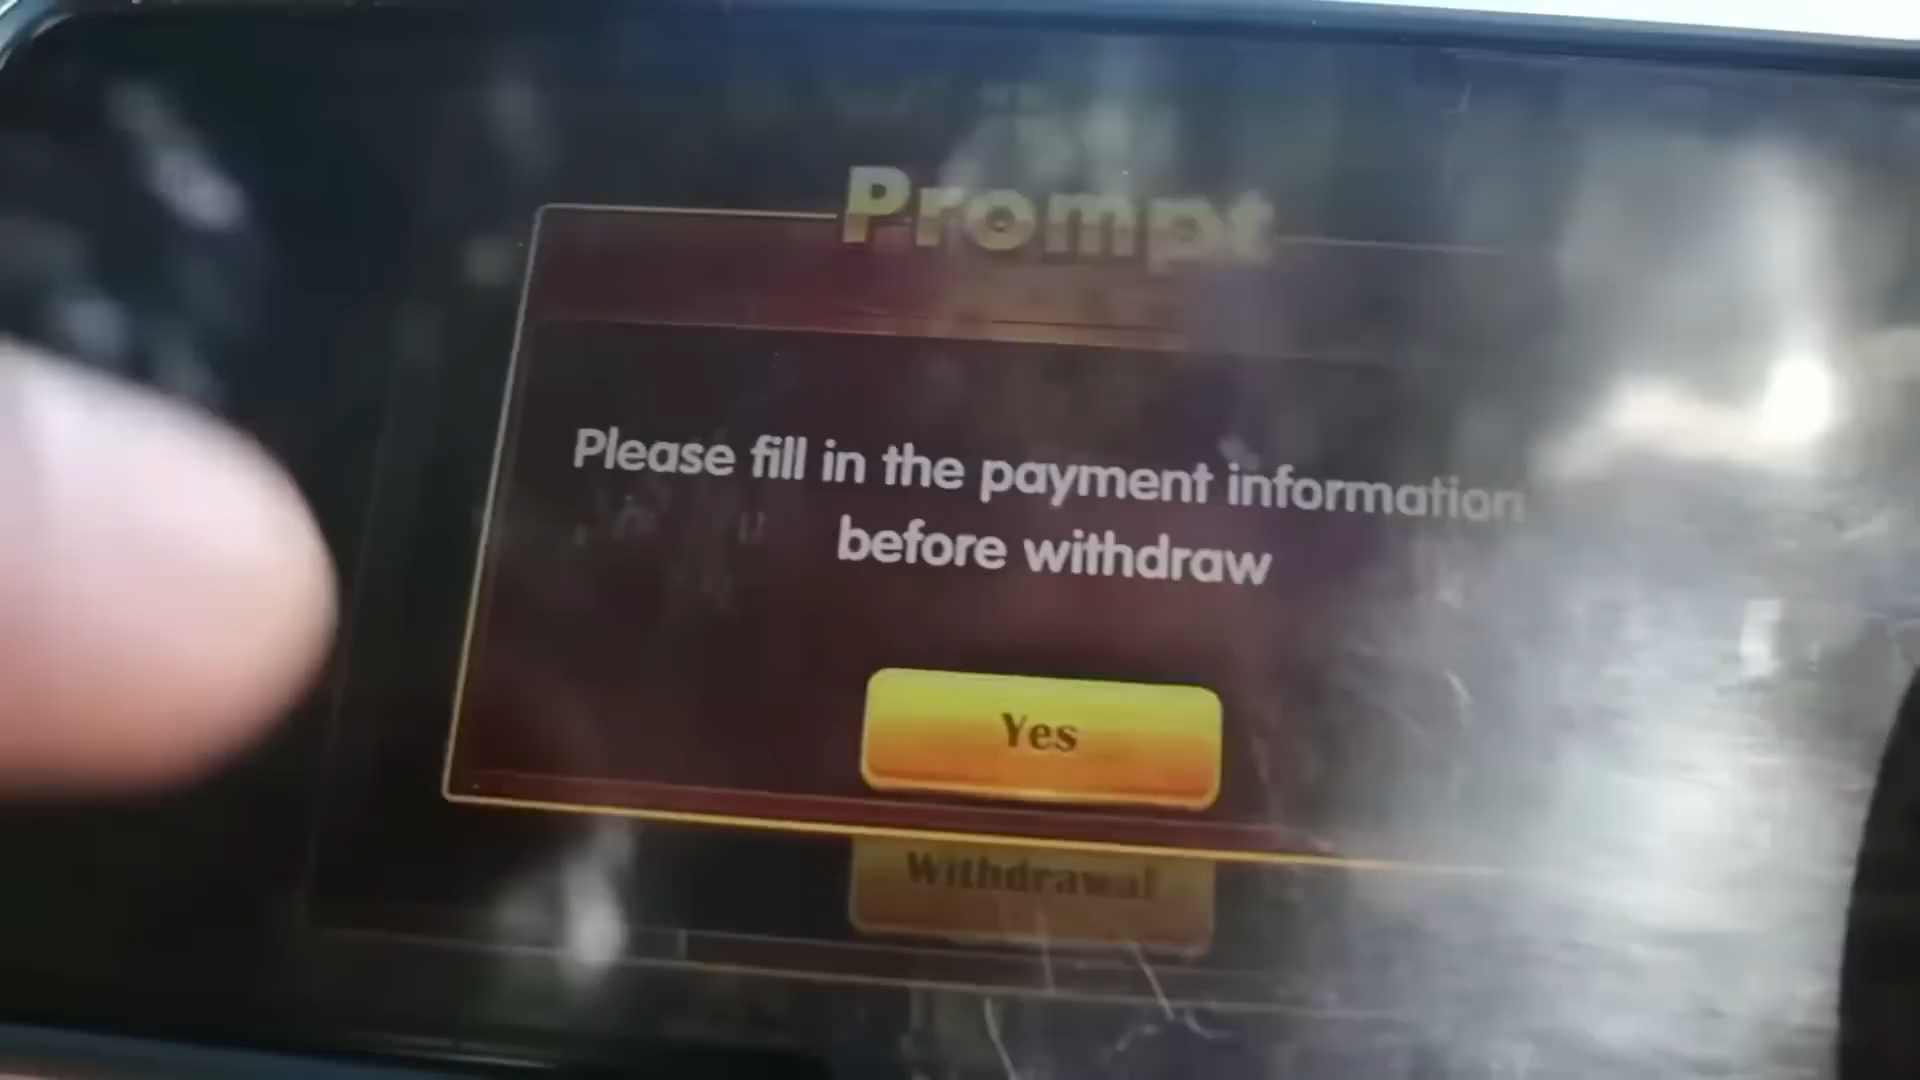 Prompt
Please fill in the payment information
before withdraw
Yes
Withdrawal